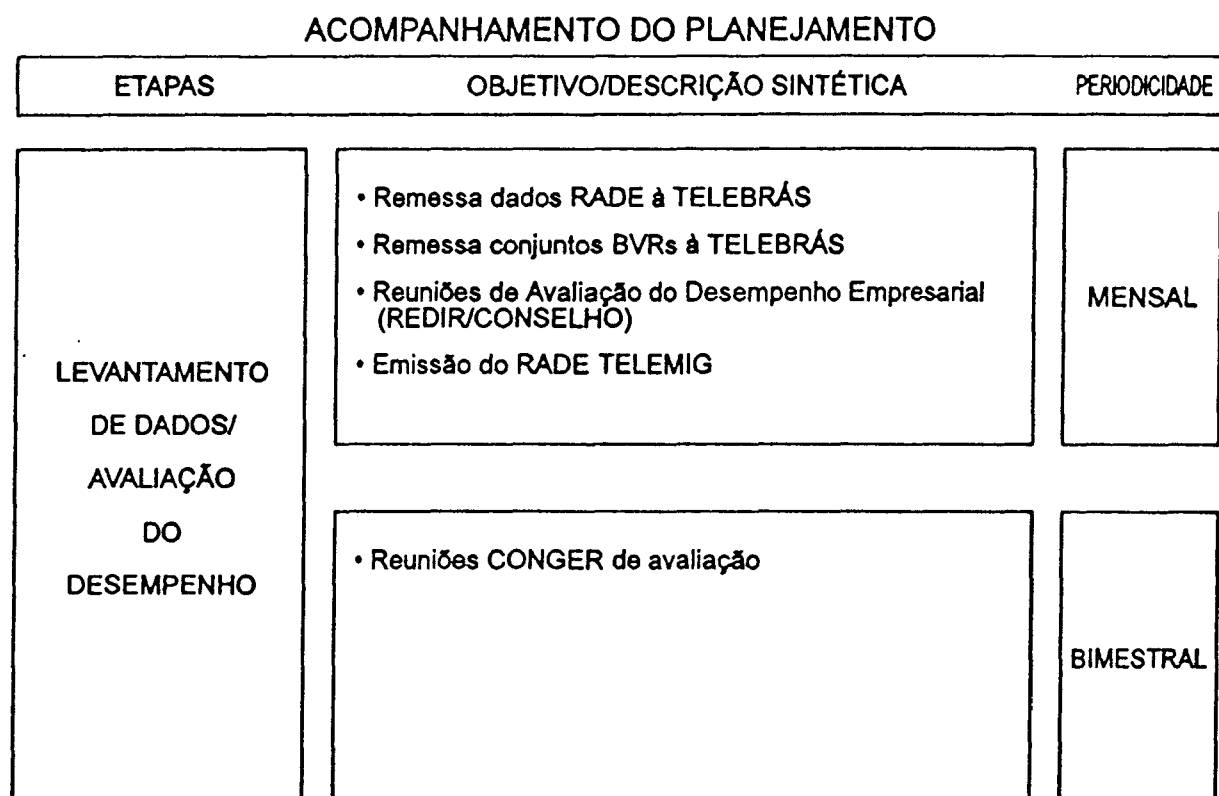 ACOMPANHAMENTO DO PLANEJAMENTO
ETAPAS OBJETIVO/DESCRIÇÃO SINTÉTICA PERIODICIDADE
LEVANTAMENTO
DE DADOS/
AVALIAÇÃO
DO
DESEMPENHO
• Remessa dados RADE à TELEBRÁS
• Remessa conjuntos BVRs à TELEBRÁS
• Reuniões de Avaliação do Desempenho Empresarial
(REDIR/CONSELHO)
• Emissão do RADE TELEMIG
MENSAL
• Reuniões CONGER de avaliação
BIMESTRAL